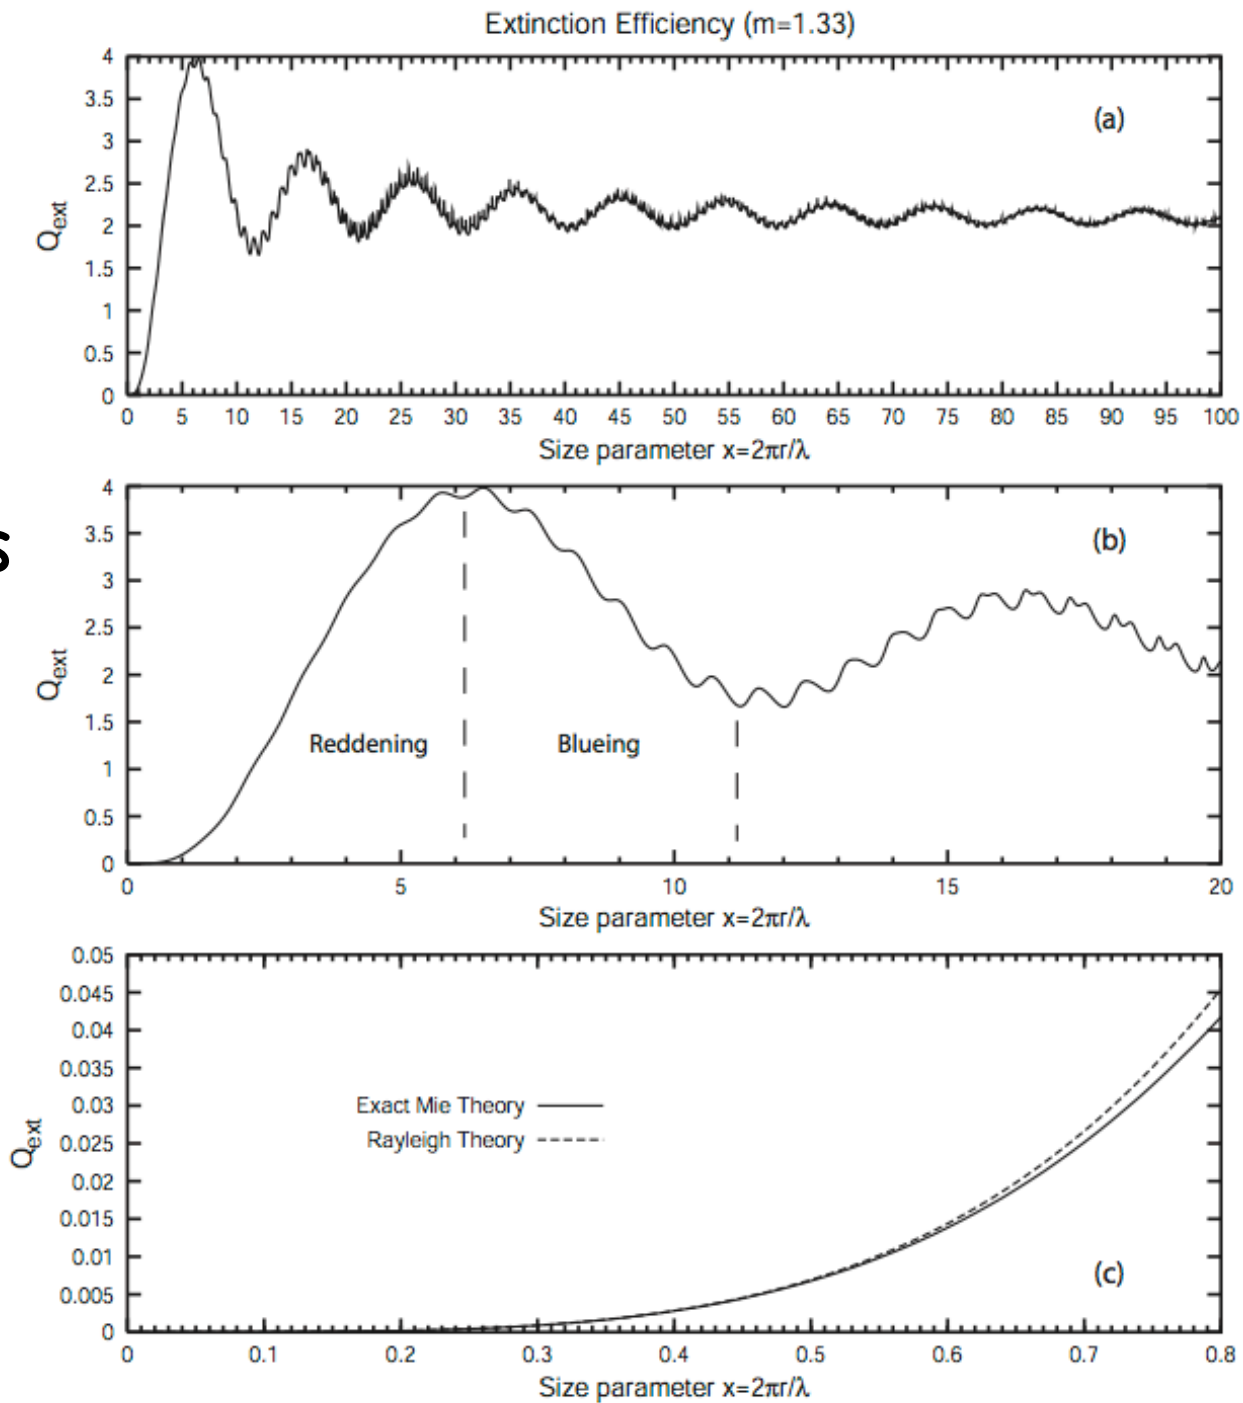 Extinction Efficiency (m=1.33)
4
3.5
3
2.5
2
1.5
1
0.5
0
Qext
(a)
0 5 10 15 20 25 30 35 40 45 50 55 60 65 70 75 80 85 90 95 100
Size parameter x=2πr/λ
s
4
3.5
3
2.5
2
1.5
1
0.5
0
Qext
(b)
Reddening
Blueing
0 5 10 15 20
Size parameter x=2πr/λ
0.05
0.045
0.04
0.035
0.03
0.025
0.02
0.015
0.01
0.005
0
Qext
Exact Mie Theory
Rayleigh Theory
(c)
0 0.1 0.2 0.3 0.4 0.5 0.6 0.7 0.8
Size parameter x=2πr/λ